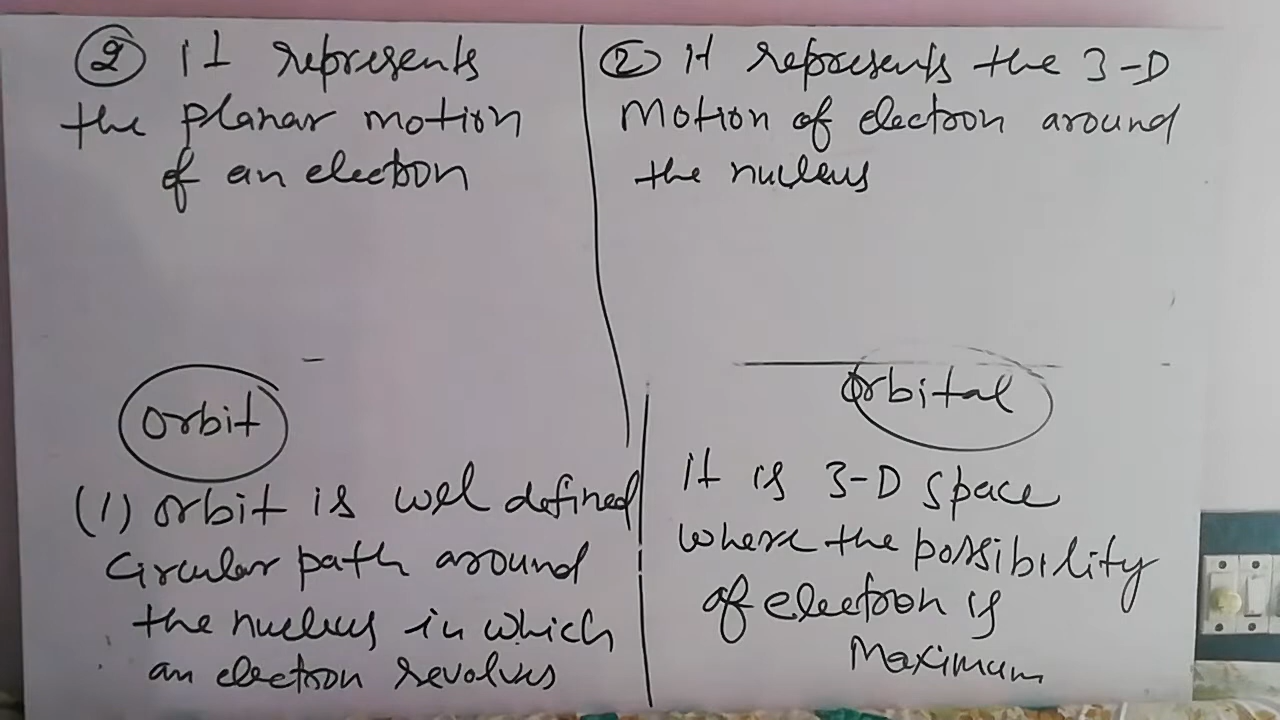 (2) it represents
the planar motion
of an electron
(2) it represents the 3-D
Motion of electron around
the nucleus
Orbit
(1) orbit is wel defined
Circular path around
the nucleus in which
an electron revolves
Orbital
it is 3-D space
where the possibility
of electron is
Maximum